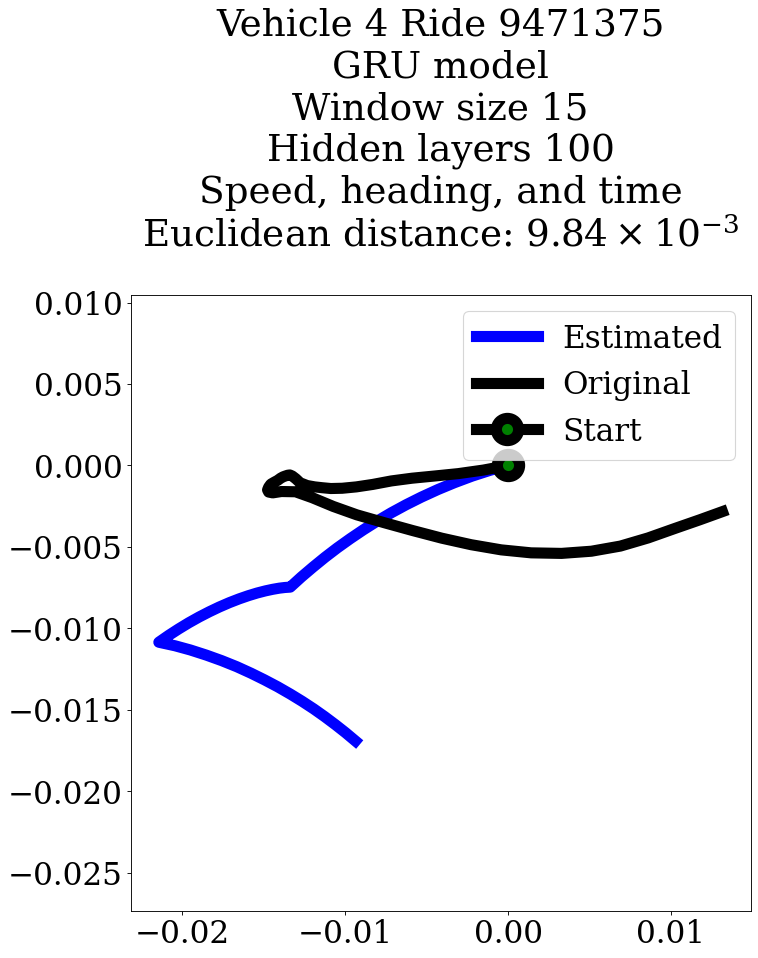 Vehicle 4 Ride 9471375
GRU model
Window size 15
Hidden layers 100
Speed, heading, and time
Euclidean distance: 9.84 × 10⁻³
0.010
0.005
0.000
−0.005
−0.010
−0.015
−0.020
−0.025
Estimated
Original
Start
−0.02 −0.01 0.00 0.01